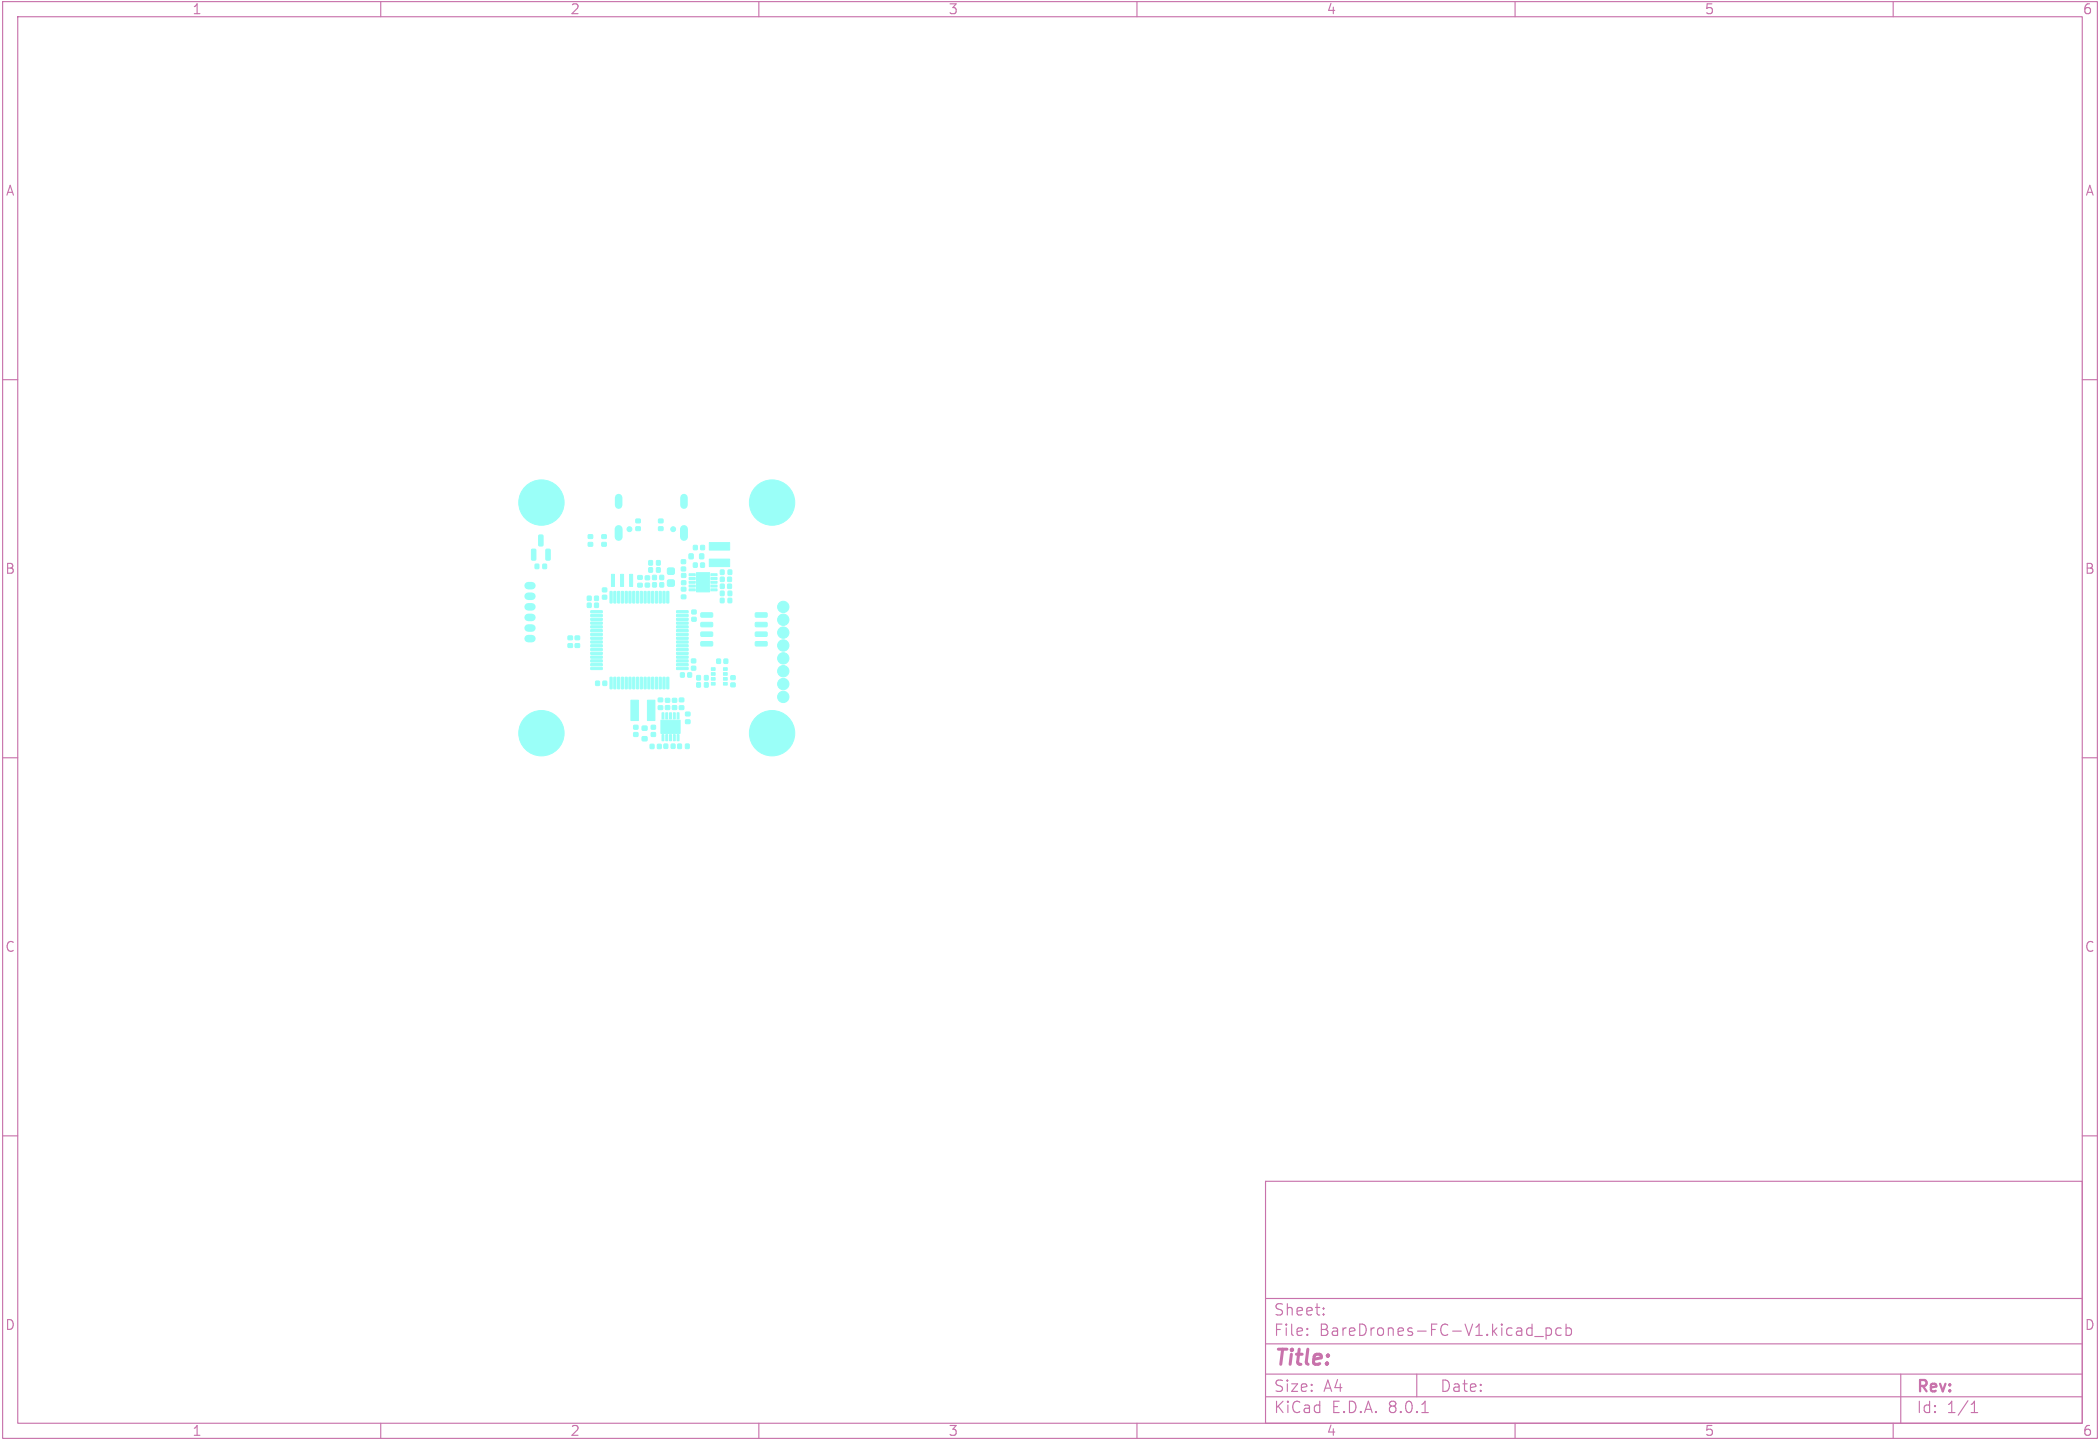 1 2 3 4 5 6
A A
B B
C C
Sheet:
File: BareDrones-FC-V1.kicad_pcb
D D
Title:
Size: A4 Date: Rev:
KiCad E.D.A. 8.0.1 Id: 1/1
1 2 3 4 5 6